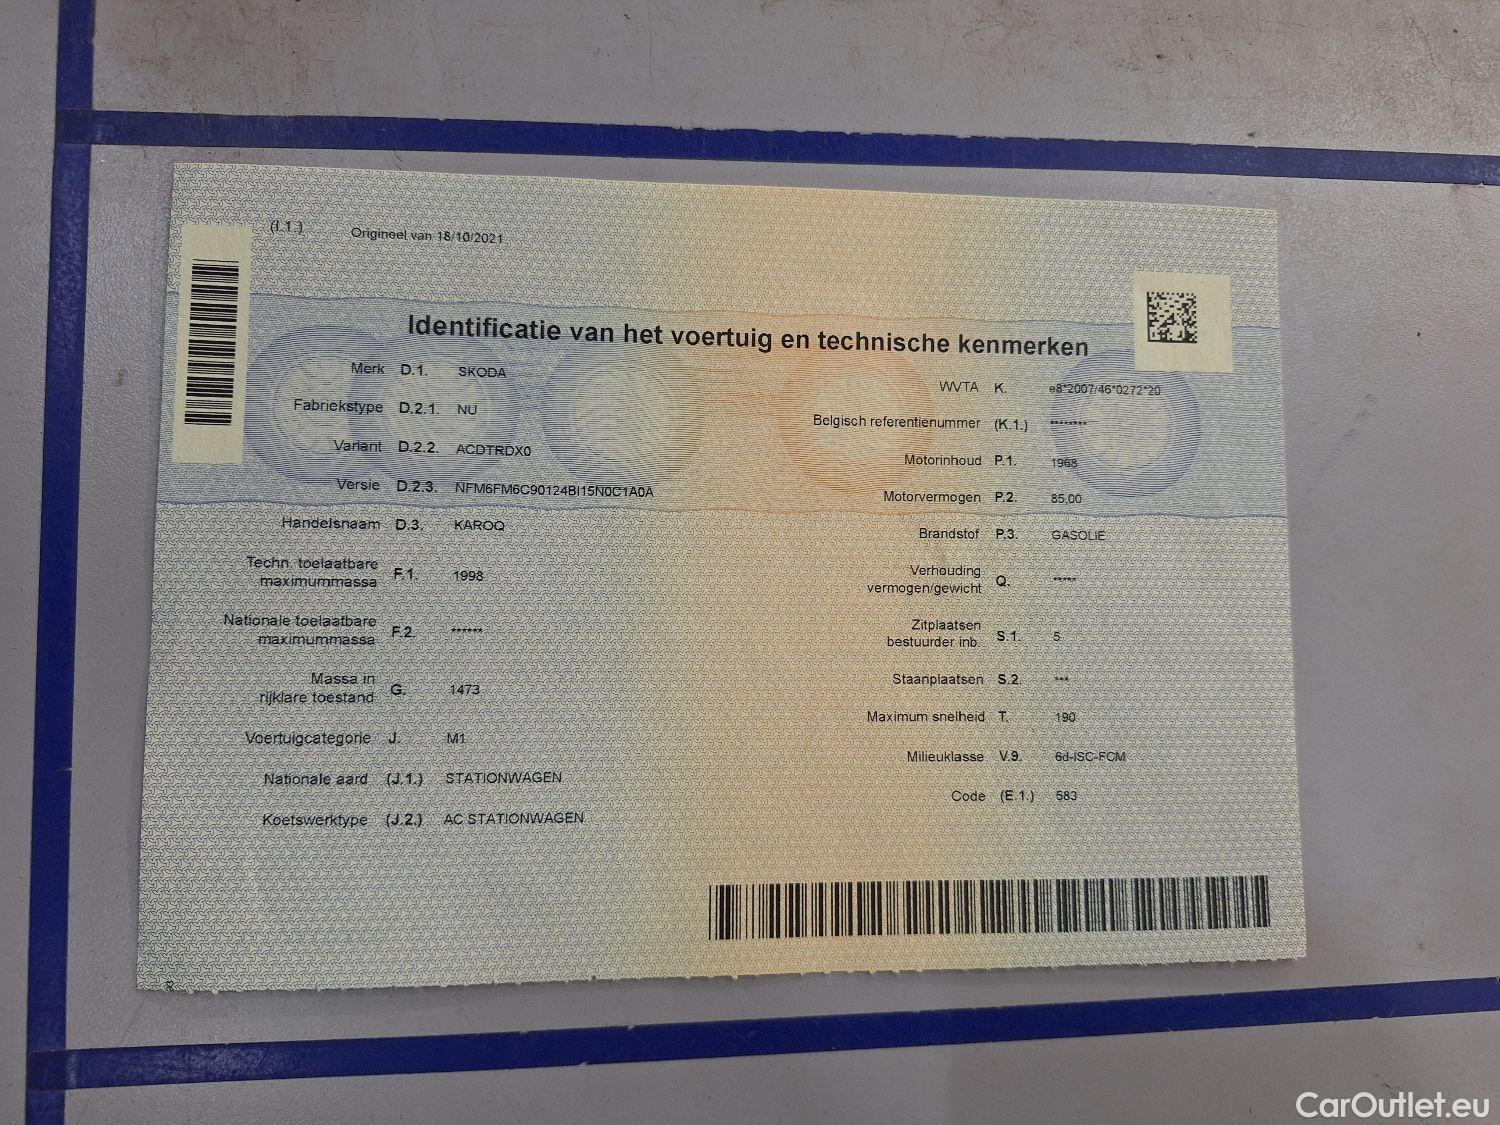 (I.1.) Origineel van 18/10/2021
Identificatie van het voertuig en technische kenmerken
Merk D.1. SKODA
Fabriekstype D.2.1. NU
Variant D.2.2. ACDTRDX0
Versie D.2.3. NFM6FM6C90124BI15N0C1A0A
Handelsnaam D.3. KAROQ
Techn. toelaatbare
maximummassa F.1. 1998
Nationale toelaatbare
maximummassa F.2. ******
Massa in
rijklare toestand G. 1473
Voertuigcategorie J. M1
Nationale aard (J.1.) STATIONWAGEN
Koetswerktype (J.2.) AC STATIONWAGEN
WVTA K. e8*2007/46*0272*20
Belgisch referentienummer (K.1.) ********
Motorinhoud P.1. 1968
Motorvermogen P.2. 85,00
Brandstof P.3. GASOLIE
Verhouding
vermogen/gewicht Q. *****
Zitplaatsen
bestuurder inb. S.1. 5
Staanplaatsen S.2. ***
Maximum snelheid T. 190
Milieuklasse V.9. 6d-ISC-FCM
Code (E.1.) 583
CarOutlet.eu